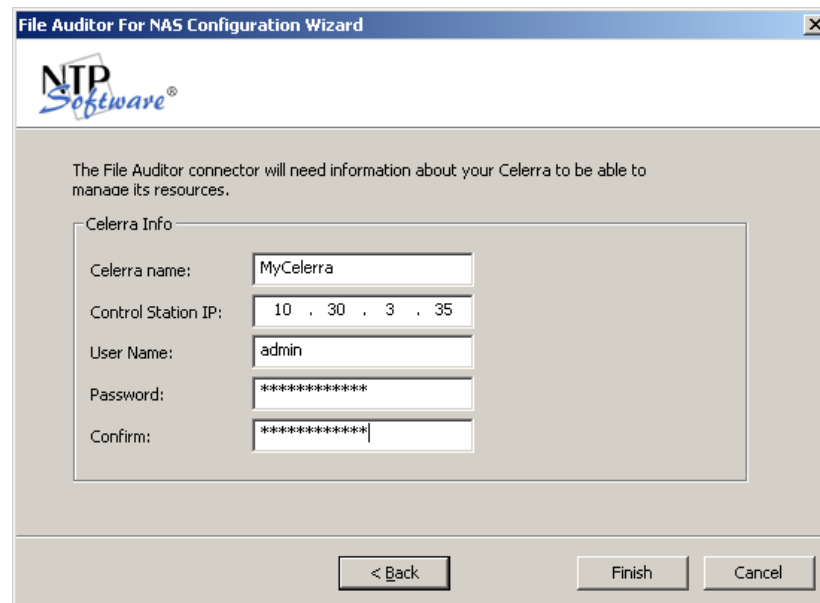 File Auditor For NAS Configuration Wizard
NTP
Software®
The File Auditor connector will need information about your Celerra to be able to
manage its resources.
Celerra Info
Celerra name: MyCelerra
Control Station IP: 10 . 30 . 3 . 35
User Name: admin
Password: ************
Confirm: ************
< Back Finish Cancel